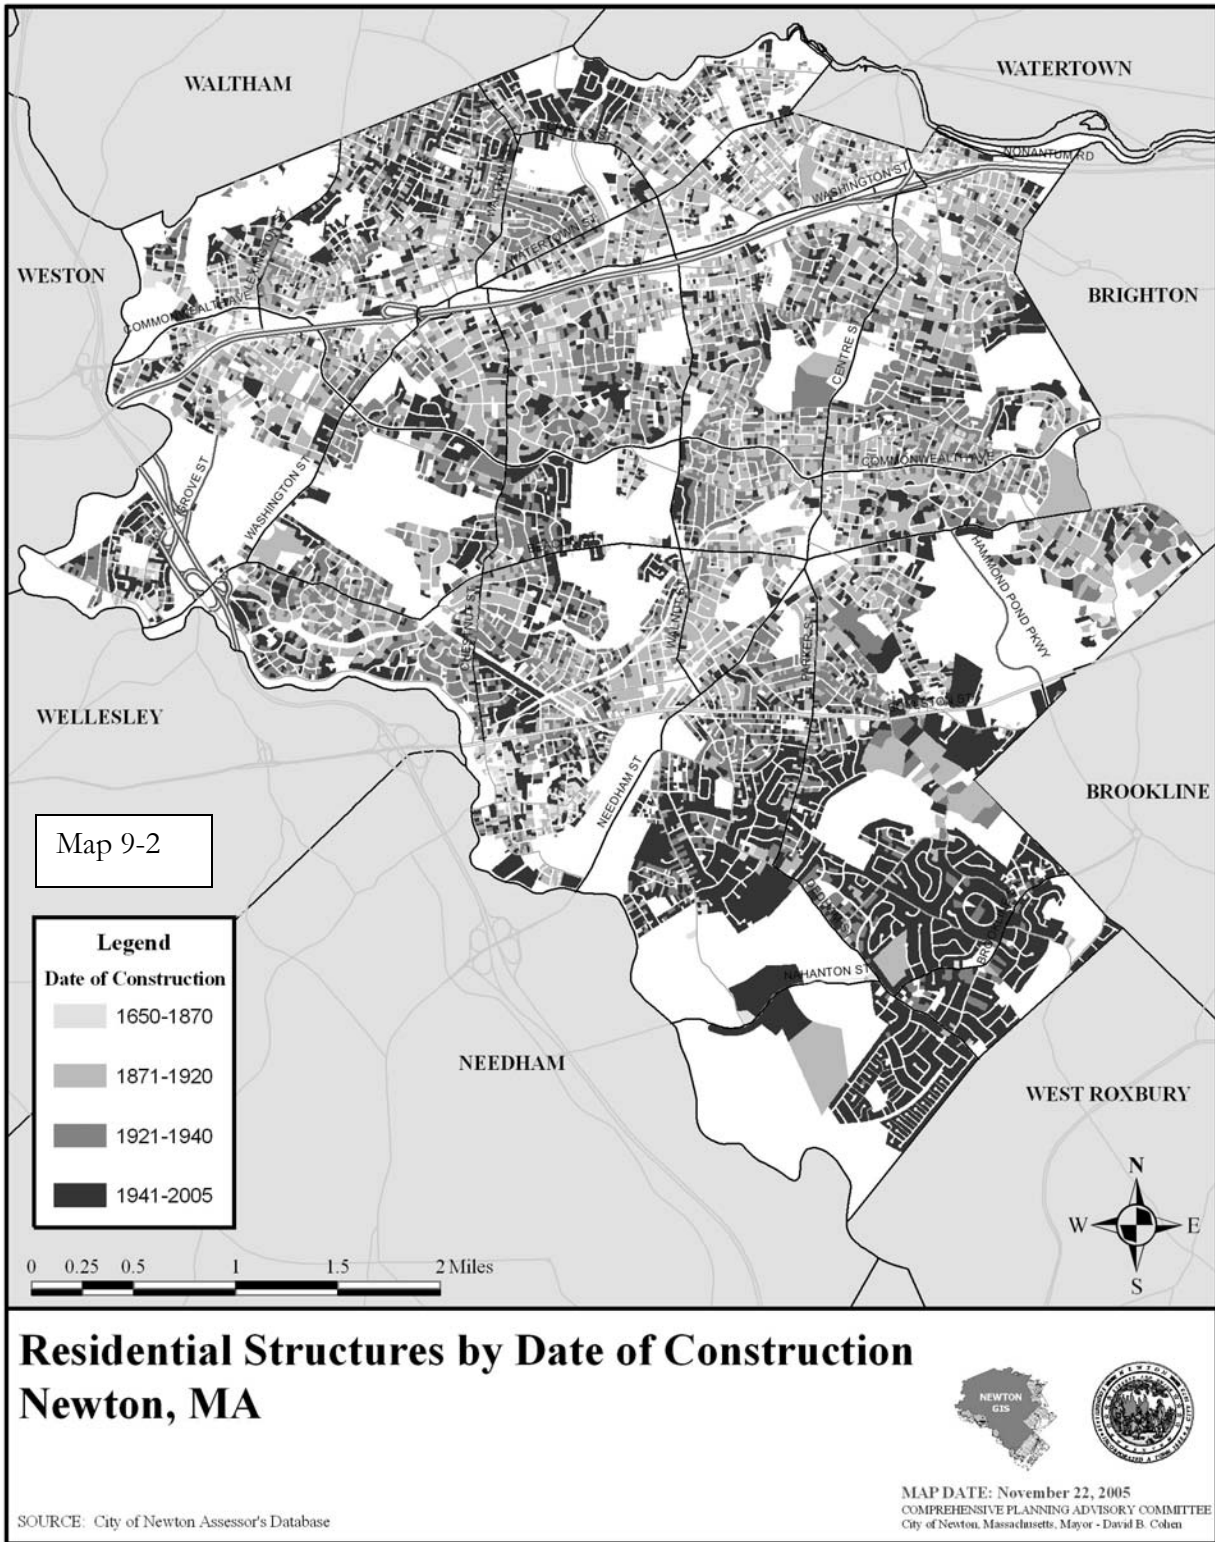 WALTHAM
WATERTOWN
NONANTUM RD
WASHINGTON ST
WATERTOWN ST
WESTON
COMMONWEALTH AVE
BRIGHTON
CENTRE ST
COMMONWEALTH AVE
GROVE ST
WASHINGTON ST
HAMMOND POND PKWY
CHESTNUT ST
WALNUT ST
PARKER ST
WELLESLEY
NEEDHAM ST
BROOKLINE
Map 9-2
NAHANTON ST
NEEDHAM
WEST ROXBURY
Legend
Date of Construction
1650-1870
1871-1920
1921-1940
1941-2005
N
W
E
S
0 0.25 0.5 1 1.5 2 Miles
Residential Structures by Date of Construction
Newton, MA
NEWTON
GIS
MAP DATE: November 22, 2005
COMPREHENSIVE PLANNING ADVISORY COMMITTEE
City of Newton, Massachusetts, Mayor - David B. Cohen
SOURCE: City of Newton Assessor's Database